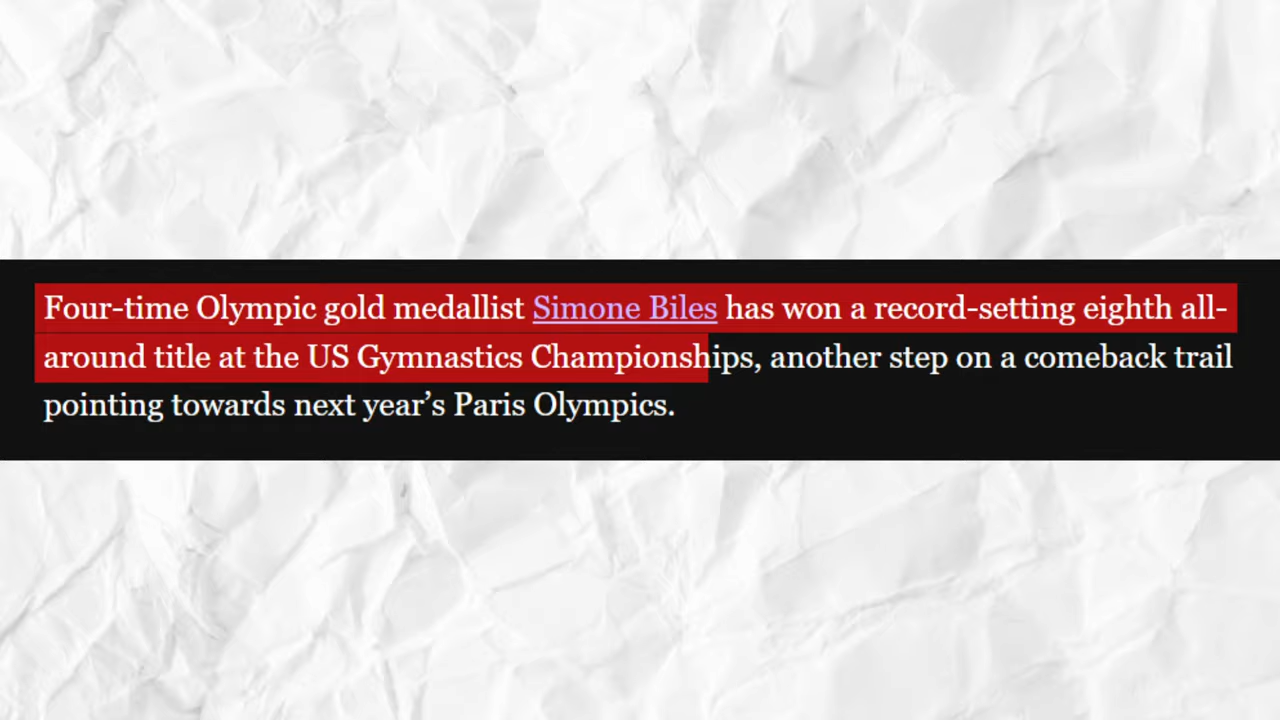 Four-time Olympic gold medallist Simone Biles has won a record-setting eighth all-
around title at the US Gymnastics Championships, another step on a comeback trail
pointing towards next year’s Paris Olympics.